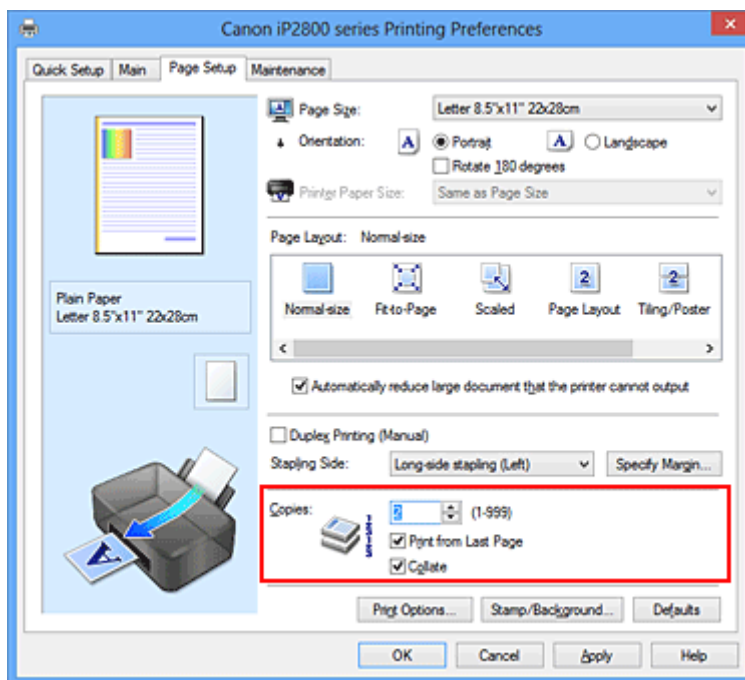 Canon iP2800 series Printing Preferences
Quick Setup Main Page Setup Maintenance
Page Size: Letter 8.5"x11" 22x28cm
Orientation: A Portrait A Landscape
Rotate 180 degrees
Printer Paper Size: Same as Page Size
Page Layout: Normal-size
2 2
Normal-size Fit-to-Page Scaled Page Layout Tiling/Poster
Plain Paper
Letter 8.5"x11" 22x28cm
Automatically reduce large document that the printer cannot output
Duplex Printing (Manual)
Stapling Side: Long-side stapling (Left) Specify Margin...
Copies: 2 (1-999)
Print from Last Page
Collate
A
Print Options... Stamp/Background... Defaults
OK Cancel Apply Help